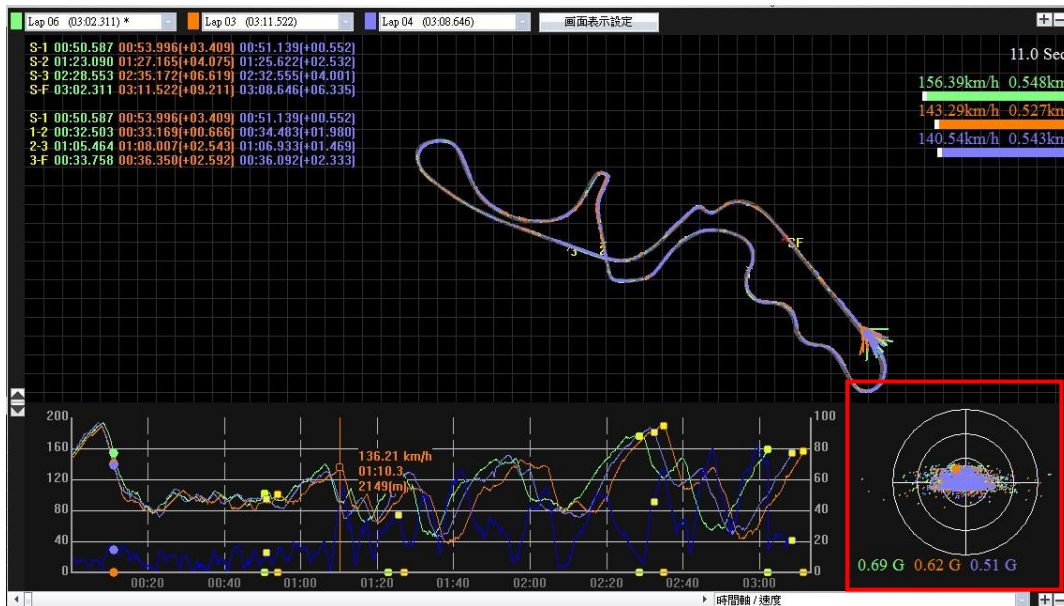 Lap 06 (03:02.311) * Lap 03 (03:11.522) Lap 04 (03:08.646) 画面表示設定
S-1 00:50.587 00:53.996(+03.409) 00:51.139(+00.552)
S-2 01:23.090 01:27.165(+04.075) 01:25.622(+02.532)
S-3 02:28.553 02:35.172(+06.619) 02:32.555(+04.001)
S-F 03:02.311 03:11.522(+09.211) 03:08.646(+06.335)
S-1 00:50.587 00:53.996(+03.409) 00:51.139(+00.552)
1-2 00:32.503 00:33.169(+00.666) 00:34.483(+01.980)
2-3 01:05.464 01:08.007(+02.543) 01:06.933(+01.469)
3-F 00:33.758 00:36.350(+02.592) 00:36.092(+02.333)
11.0 Sec
156.39km/h 0.548km
143.29km/h 0.527km
140.54km/h 0.543km
3
2
200
160
120
80
40
0
136.21 km/h
01:10.3
2149[m]
100
80
60
40
20
0
00:20 00:40 01:00 01:20 01:40 02:00 02:20 02:40 03:00
0.69 G 0.62 G 0.51 G
時間軸 / 速度